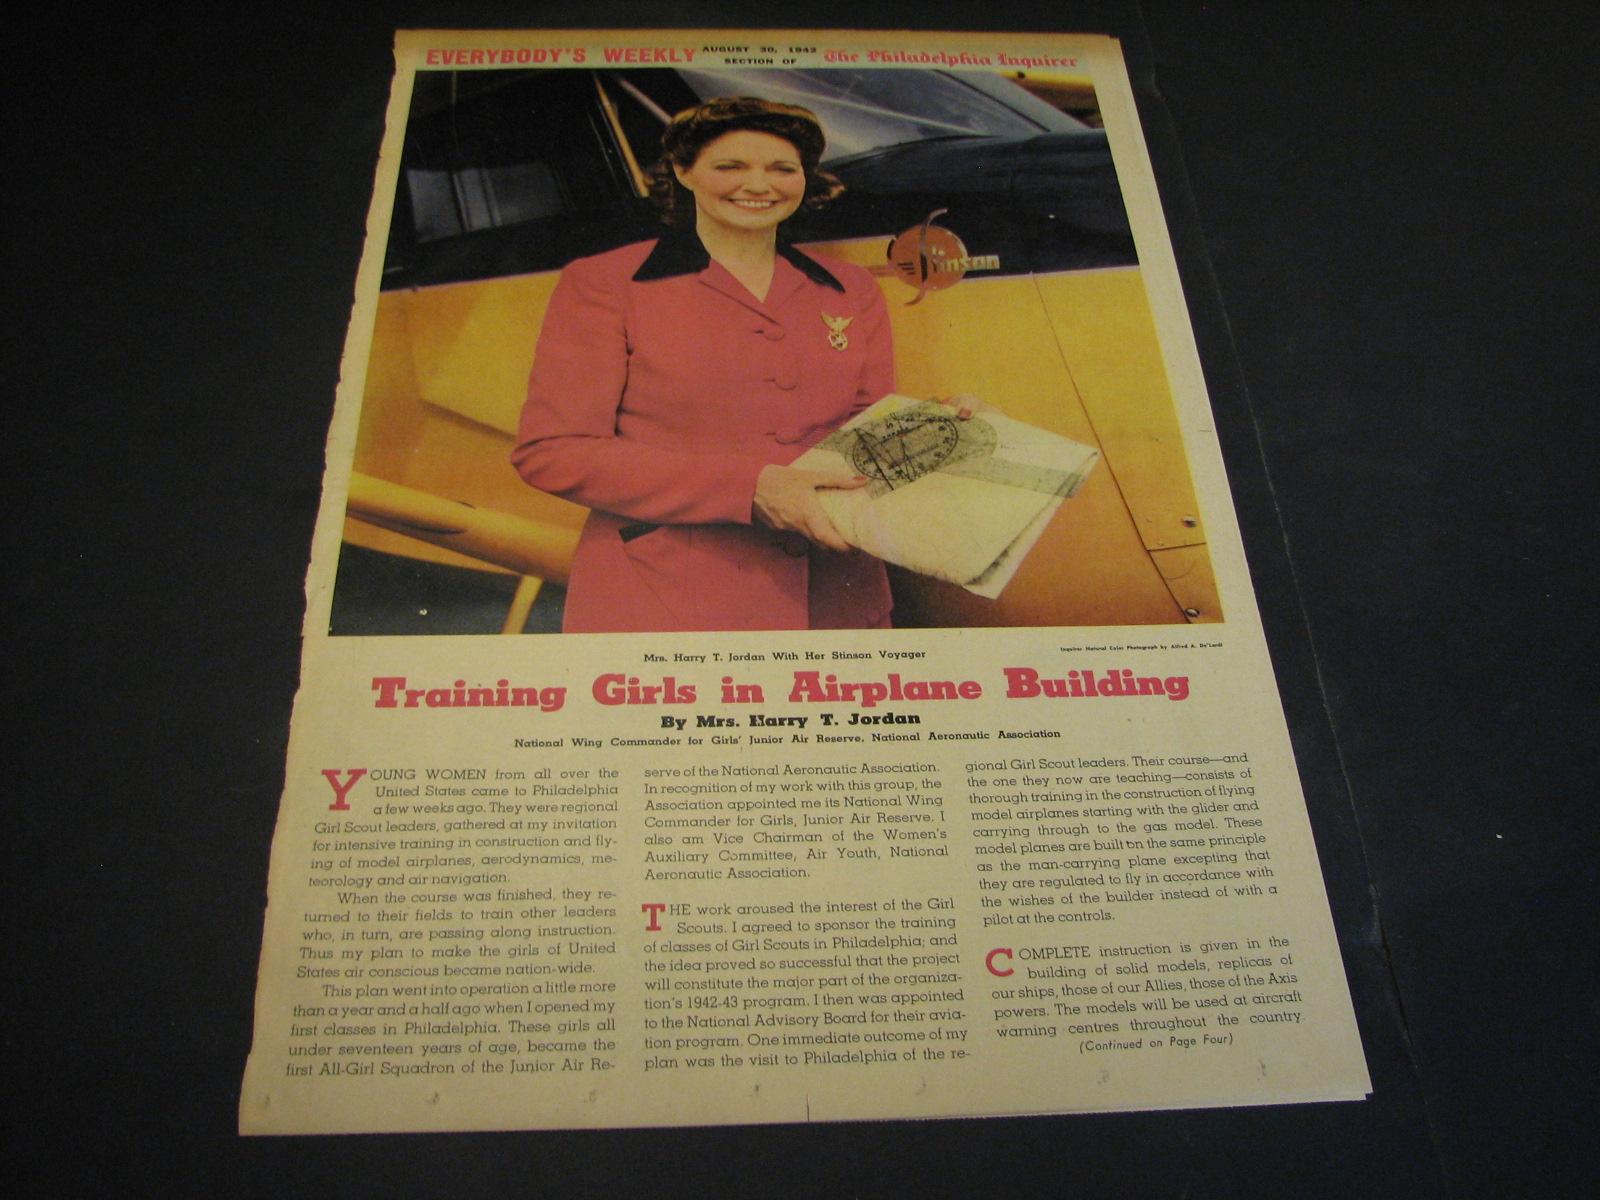 EVERYBODY'S WEEKLY AUGUST 30, 1942 SECTION OF The Philadelphia Inquirer
Stinson
Mrs. Harry T. Jordan With Her Stinson Voyager
Inquirer Natural Color Photograph by Alfred A. De'Lardi
Training Girls in Airplane Building
By Mrs. Harry T. Jordan
National Wing Commander for Girls' Junior Air Reserve, National Aeronautic Association
YOUNG WOMEN from all over the
United States came to Philadelphia
a few weeks ago. They were regional
Girl Scout leaders, gathered at my invitation
for intensive training in construction and fly-
ing of model airplanes, aerodynamics, me-
teorology and air navigation.
When the course was finished, they re-
turned to their fields to train other leaders
who, in turn, are passing along instruction.
Thus my plan to make the girls of United
States air conscious became nation-wide.
This plan went into operation a little more
than a year and a half ago when I opened my
first classes in Philadelphia. These girls all
under seventeen years of age, became the
first All-Girl Squadron of the Junior Air Re-
serve of the National Aeronautic Association.
In recognition of my work with this group, the
Association appointed me its National Wing
Commander for Girls, Junior Air Reserve. I
also am Vice Chairman of the Women's
Auxiliary Committee, Air Youth, National
Aeronautic Association.
THE work aroused the interest of the Girl
Scouts. I agreed to sponsor the training
of classes of Girl Scouts in Philadelphia; and
the idea proved so successful that the project
will constitute the major part of the organiza-
tion's 1942-43 program. I then was appointed
to the National Advisory Board for their avia-
tion program. One immediate outcome of my
plan was the visit to Philadelphia of the re-
gional Girl Scout leaders. Their course—and
the one they now are teaching—consists of
thorough training in the construction of flying
model airplanes starting with the glider and
carrying through to the gas model. These
model planes are built on the same principle
as the man-carrying plane excepting that
they are regulated to fly in accordance with
the wishes of the builder instead of with a
pilot at the controls.
COMPLETE instruction is given in the
building of solid models, replicas of
our ships, those of our Allies, those of the Axis
powers. The models will be used at aircraft
warning centres throughout the country.
(Continued on Page Four)